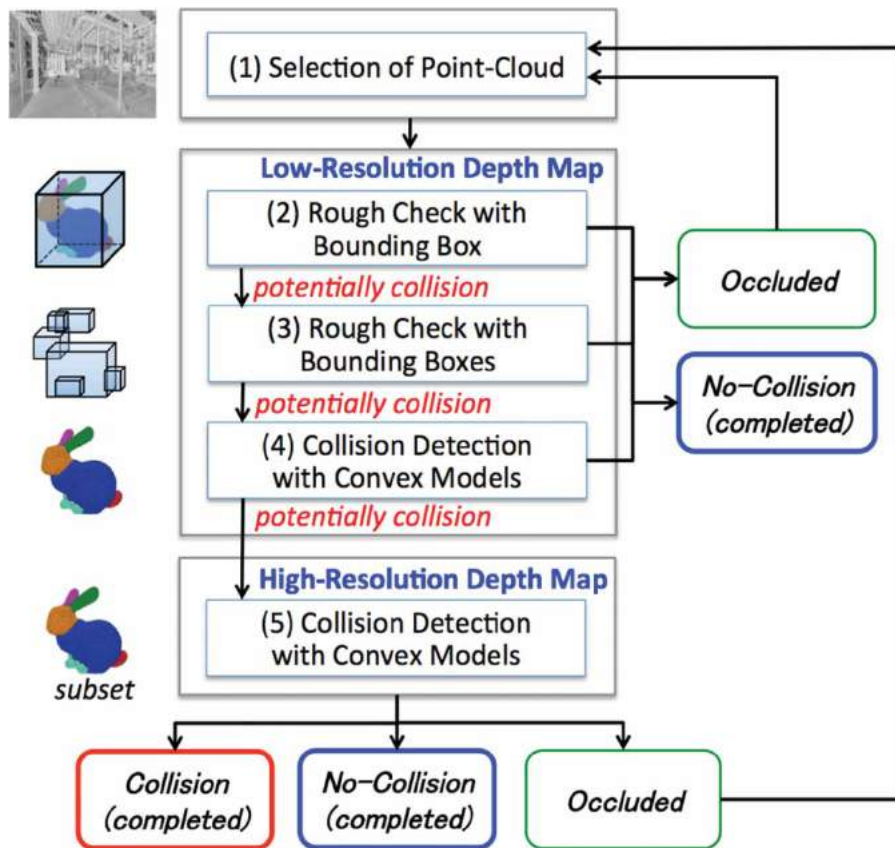 (1) Selection of Point-Cloud
Low-Resolution Depth Map
(2) Rough Check with
Bounding Box
potentially collision
Occluded
(3) Rough Check with
Bounding Boxes
No-Collision
(completed)
potentially collision
(4) Collision Detection
with Convex Models
potentially collision
High-Resolution Depth Map
(5) Collision Detection
with Convex Models
subset
Collision
(completed)
No-Collision
(completed)
Occluded